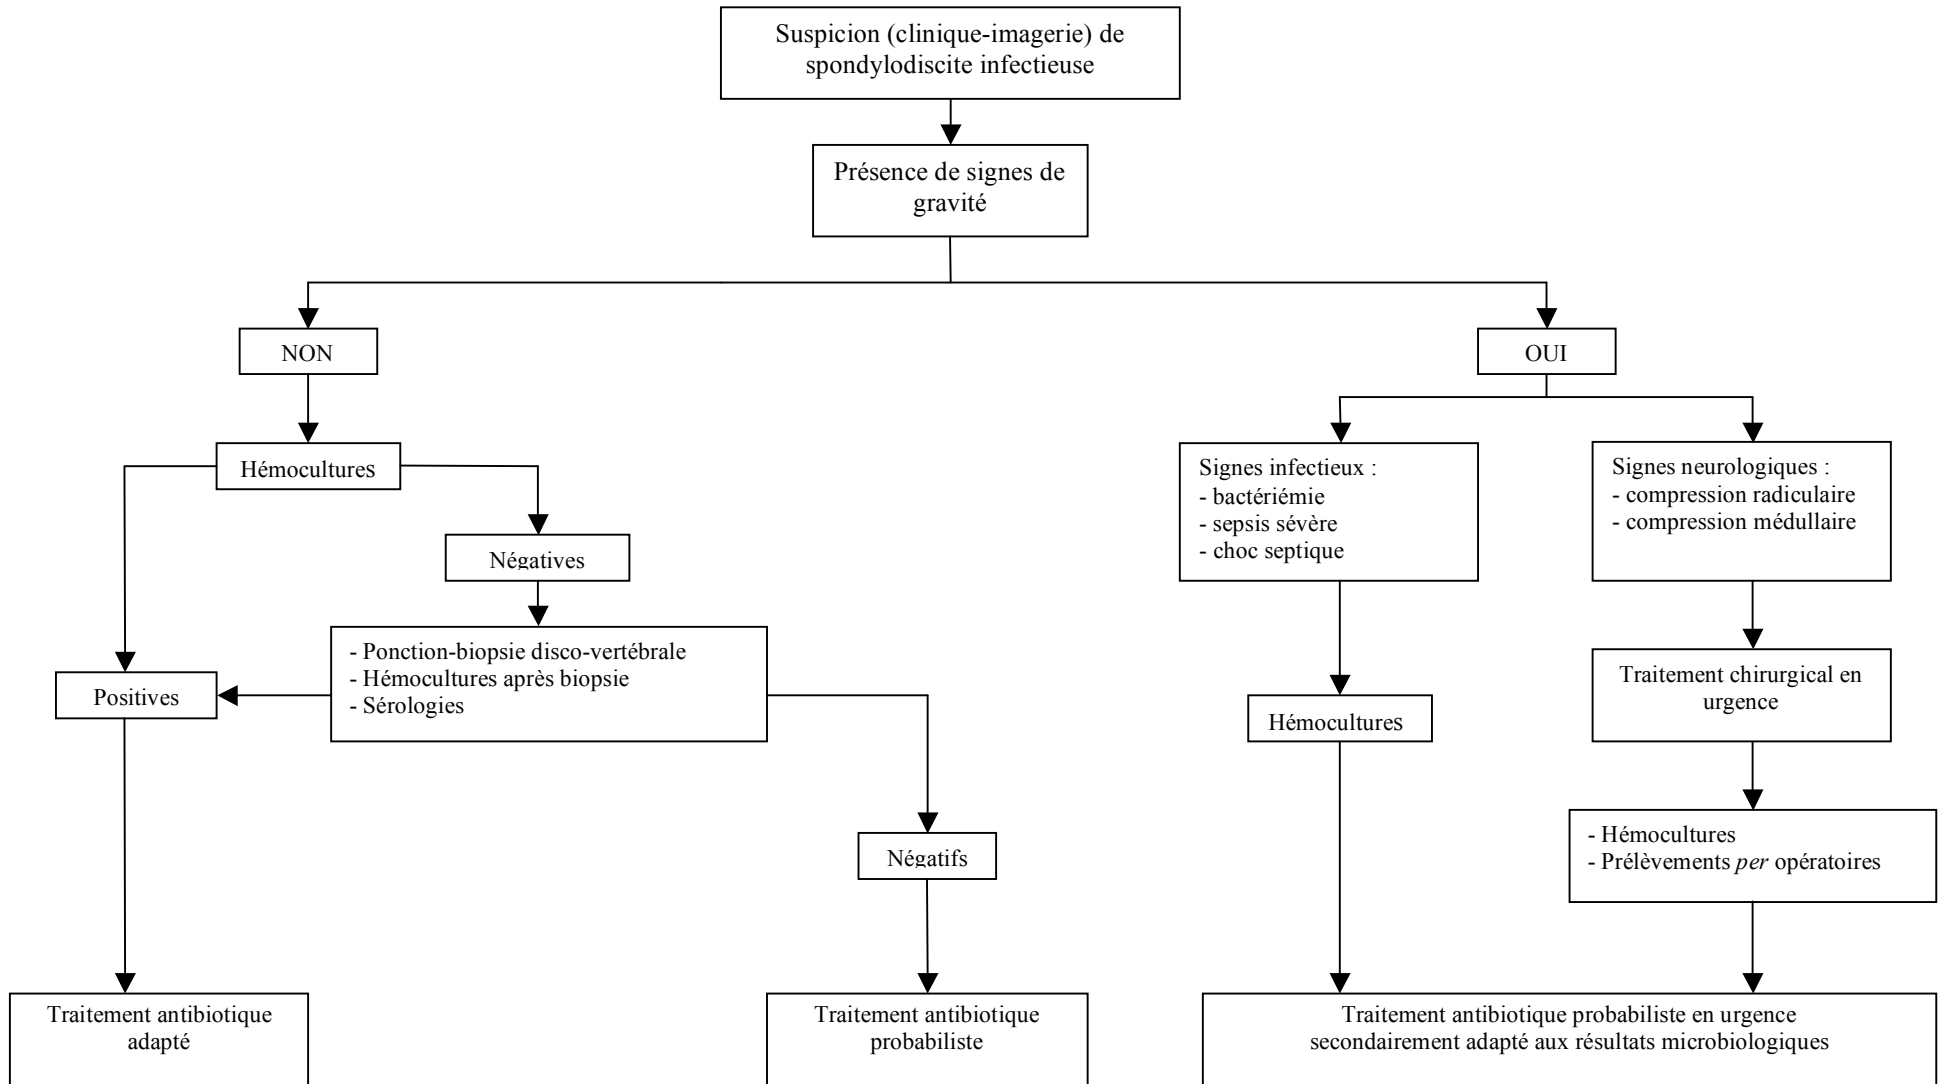 Suspicion (clinique-imagerie) de
spondylodiscite infectieuse
Présence de signes de
gravité
NON
OUI
Hémocultures
Négatives
- Ponction-biopsie disco-vertébrale
- Hémocultures après biopsie
- Sérologies
Positives
Négatifs
Signes infectieux :
- bactériémie
- sepsis sévère
- choc septique
Signes neurologiques :
- compression radiculaire
- compression médullaire
Hémocultures
Traitement chirurgical en
urgence
- Hémocultures
- Prélèvements per opératoires
Traitement antibiotique
adapté
Traitement antibiotique
probabiliste
Traitement antibiotique probabiliste en urgence
secondairement adapté aux résultats microbiologiques